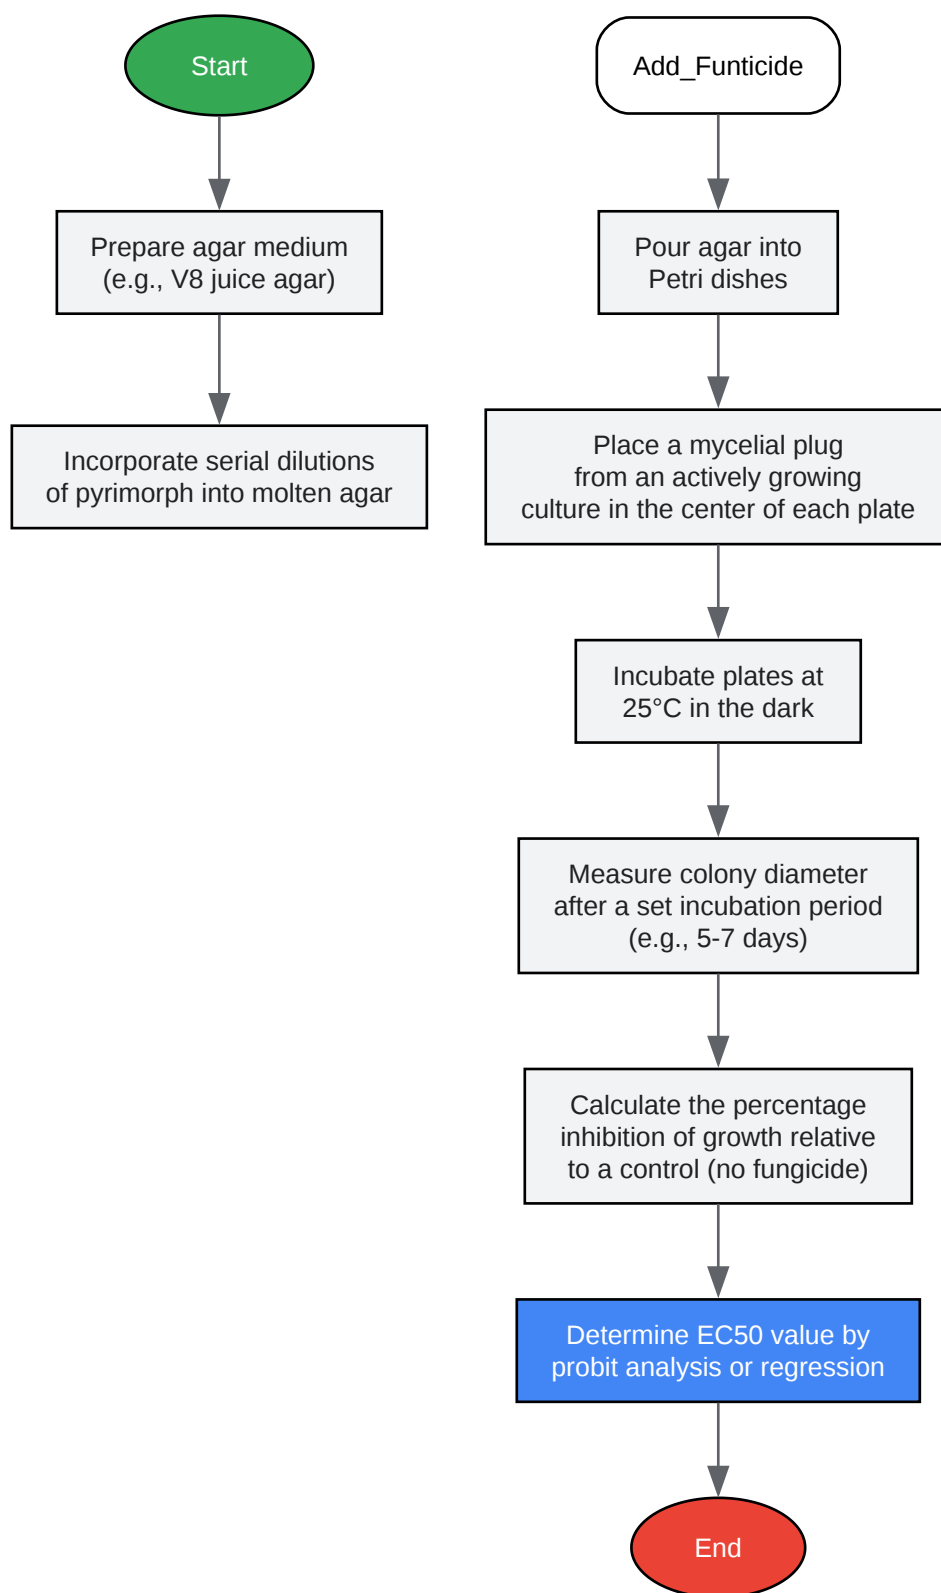 Start
Prepare agar medium
(e.g., V8 juice agar)
Incorporate serial dilutions
of pyrimorph into molten agar
Add_Funticide
Pour agar into
Petri dishes
Place a mycelial plug
from an actively growing
culture in the center of each plate
Incubate plates at
25°C in the dark
Measure colony diameter
after a set incubation period
(e.g., 5-7 days)
Calculate the percentage
inhibition of growth relative
to a control (no fungicide)
Determine EC50 value by
probit analysis or regression
End